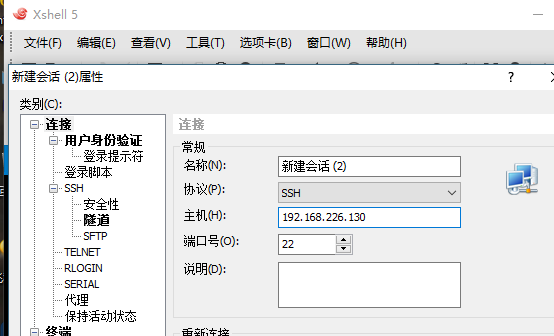 Xshell 5
文件(F) 编辑(E) 查看(V) 工具(T) 选项卡(B) 窗口(W) 帮助(H)
新建会话 (2)属性 ?
类别(C):
连接
用户身份验证
登录提示符
登录脚本
SSH
安全性
隧道
SFTP
TELNET
RLOGIN
SERIAL
代理
保持活动状态
终端
连接
常规
名称(N): 新建会话 (2)
协议(P): SSH
主机(H): 192.168.226.130
端口号(O): 22
说明(D):
重新连接